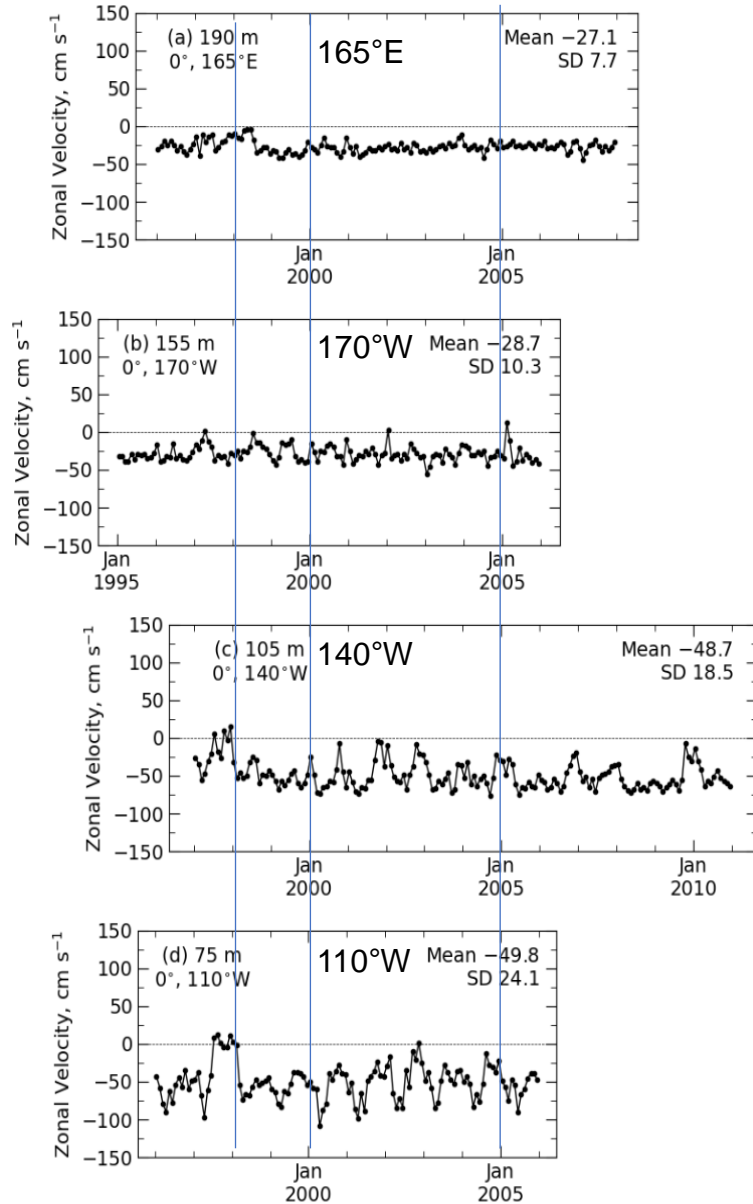 (a) 190 m
0°, 165°E
165°E
Mean −27.1
SD 7.7
Zonal Velocity, cm s⁻¹
150
100
50
0
−50
−100
−150
Jan
2000
Jan
2005
(b) 155 m
0°, 170°W
170°W
Mean −28.7
SD 10.3
Zonal Velocity, cm s⁻¹
150
100
50
0
−50
−100
−150
Jan
1995
Jan
2000
Jan
2005
(c) 105 m
0°, 140°W
140°W
Mean −48.7
SD 18.5
Zonal Velocity, cm s⁻¹
150
100
50
0
−50
−100
−150
Jan
2000
Jan
2005
Jan
2010
(d) 75 m
0°, 110°W
110°W
Mean −49.8
SD 24.1
Zonal Velocity, cm s⁻¹
150
100
50
0
−50
−100
−150
Jan
2000
Jan
2005